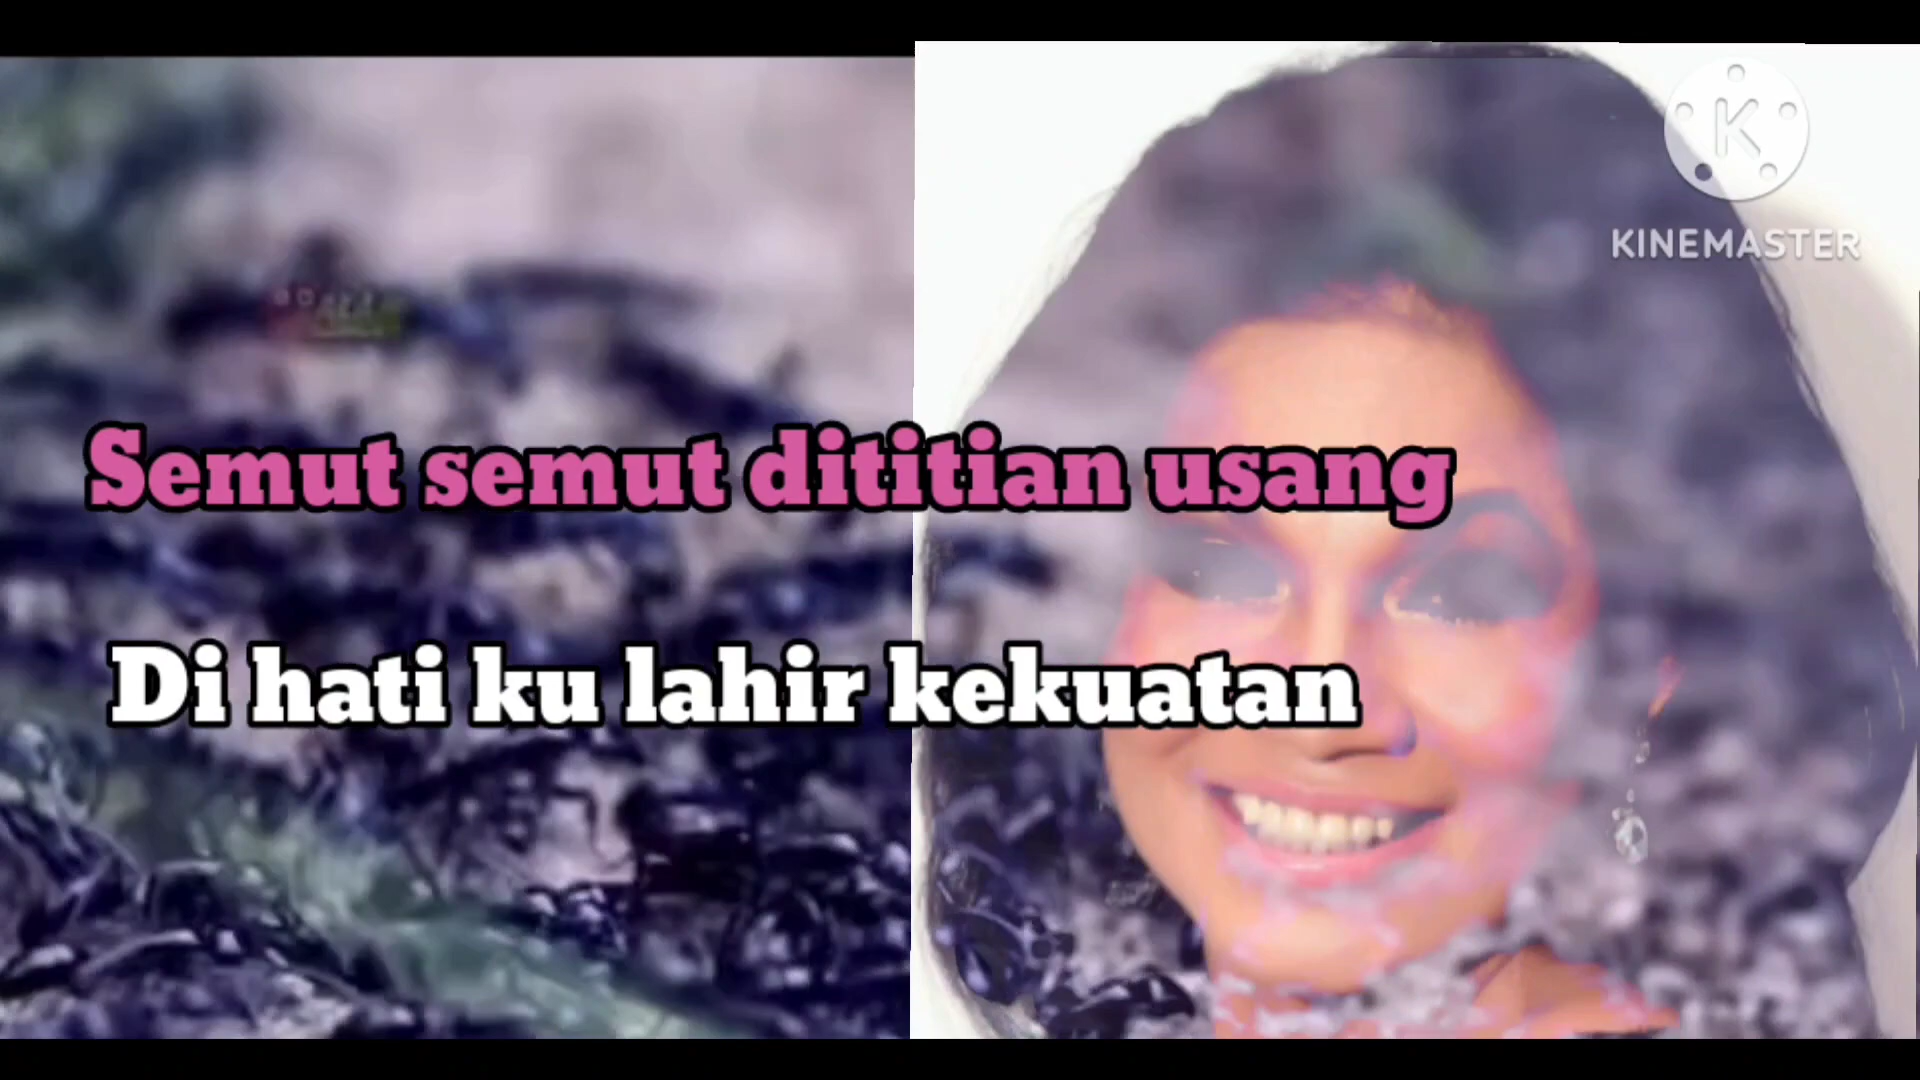 KINEMASTER
Semut semut dititian usang
Di hati ku lahir kekuatan